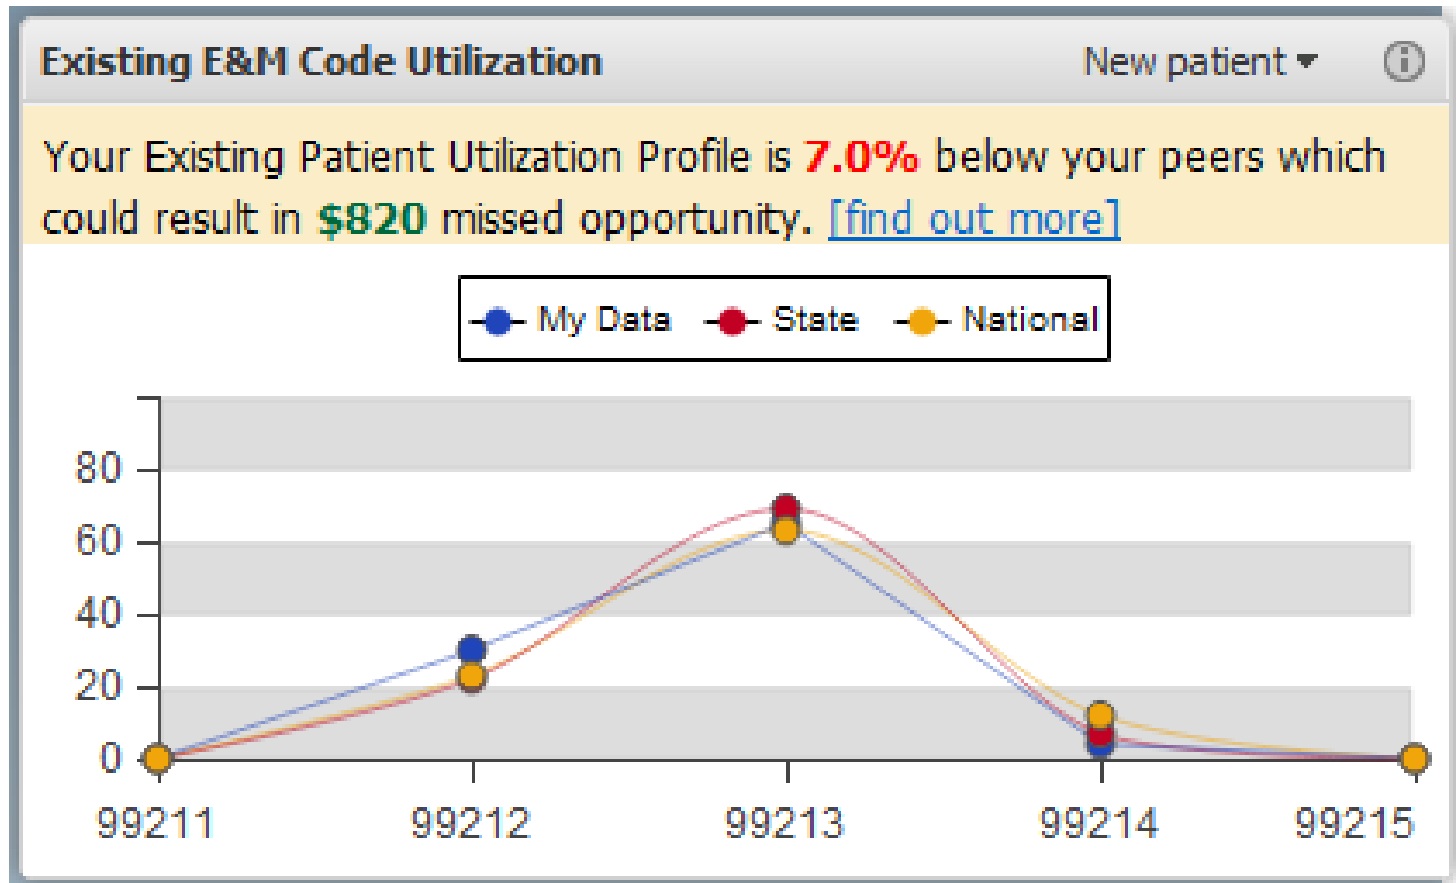 Existing E&M Code Utilization New patient
Your Existing Patient Utilization Profile is 7.0% below your peers which
could result in $820 missed opportunity. [find out more]
My Data State National
80
60
40
20
0
99211 99212 99213 99214 99215